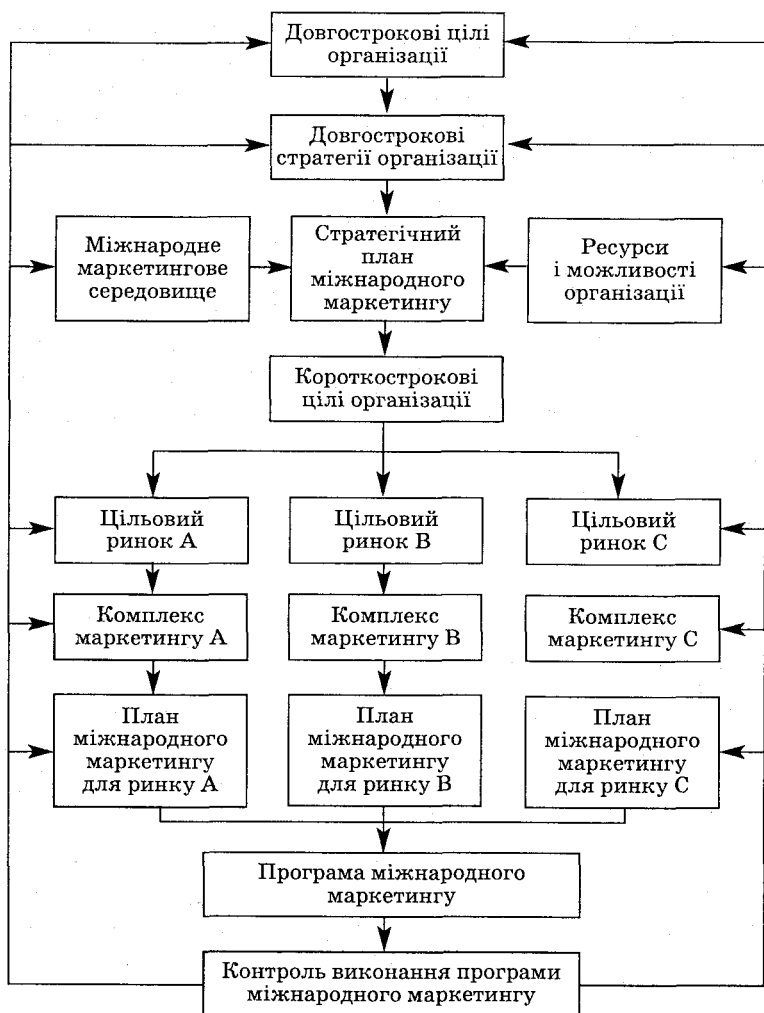 Довгострокові цілі
організації
Довгострокові
стратегії організації
Міжнародне
маркетингове
середовище
Стратегічний
план
міжнародного
маркетингу
Ресурси
і можливості
організації
Короткострокові
цілі організації
Цільовий
ринок А
Цільовий
ринок В
Цільовий
ринок С
Комплекс
маркетингу А
Комплекс
маркетингу В
Комплекс
маркетингу С
План
міжнародного
маркетингу
для ринку А
План
міжнародного
маркетингу
для ринку В
План
міжнародного
маркетингу
для ринку С
Програма міжнародного
маркетингу
Контроль виконання програми
міжнародного маркетингу